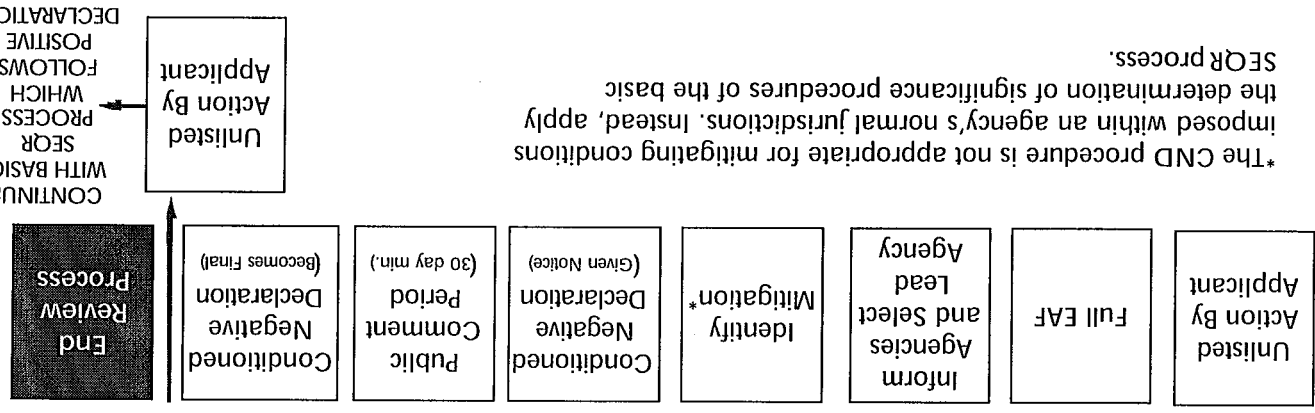 Unlisted
Action By
Applicant
Full EAF
Inform
Agencies
and Select
Lead
Agency
Identify
Mitigation*
Conditioned
Negative
Declaration
(Given Notice)
Public
Comment
Period
(30 day min.)
Conditioned
Negative
Declaration
(Becomes Final)
End
Review
Process
*The CND procedure is not appropriate for mitigating conditions
imposed within an agency's normal jurisdictions. Instead, apply
the determination of significance procedures of the basic
SEQR process.
Unlisted
Action By
Applicant
CONTINU
WITH BASIC
SEQR
PROCESS
WHICH
FOLLOWS
POSITIVE
DECLARATIO